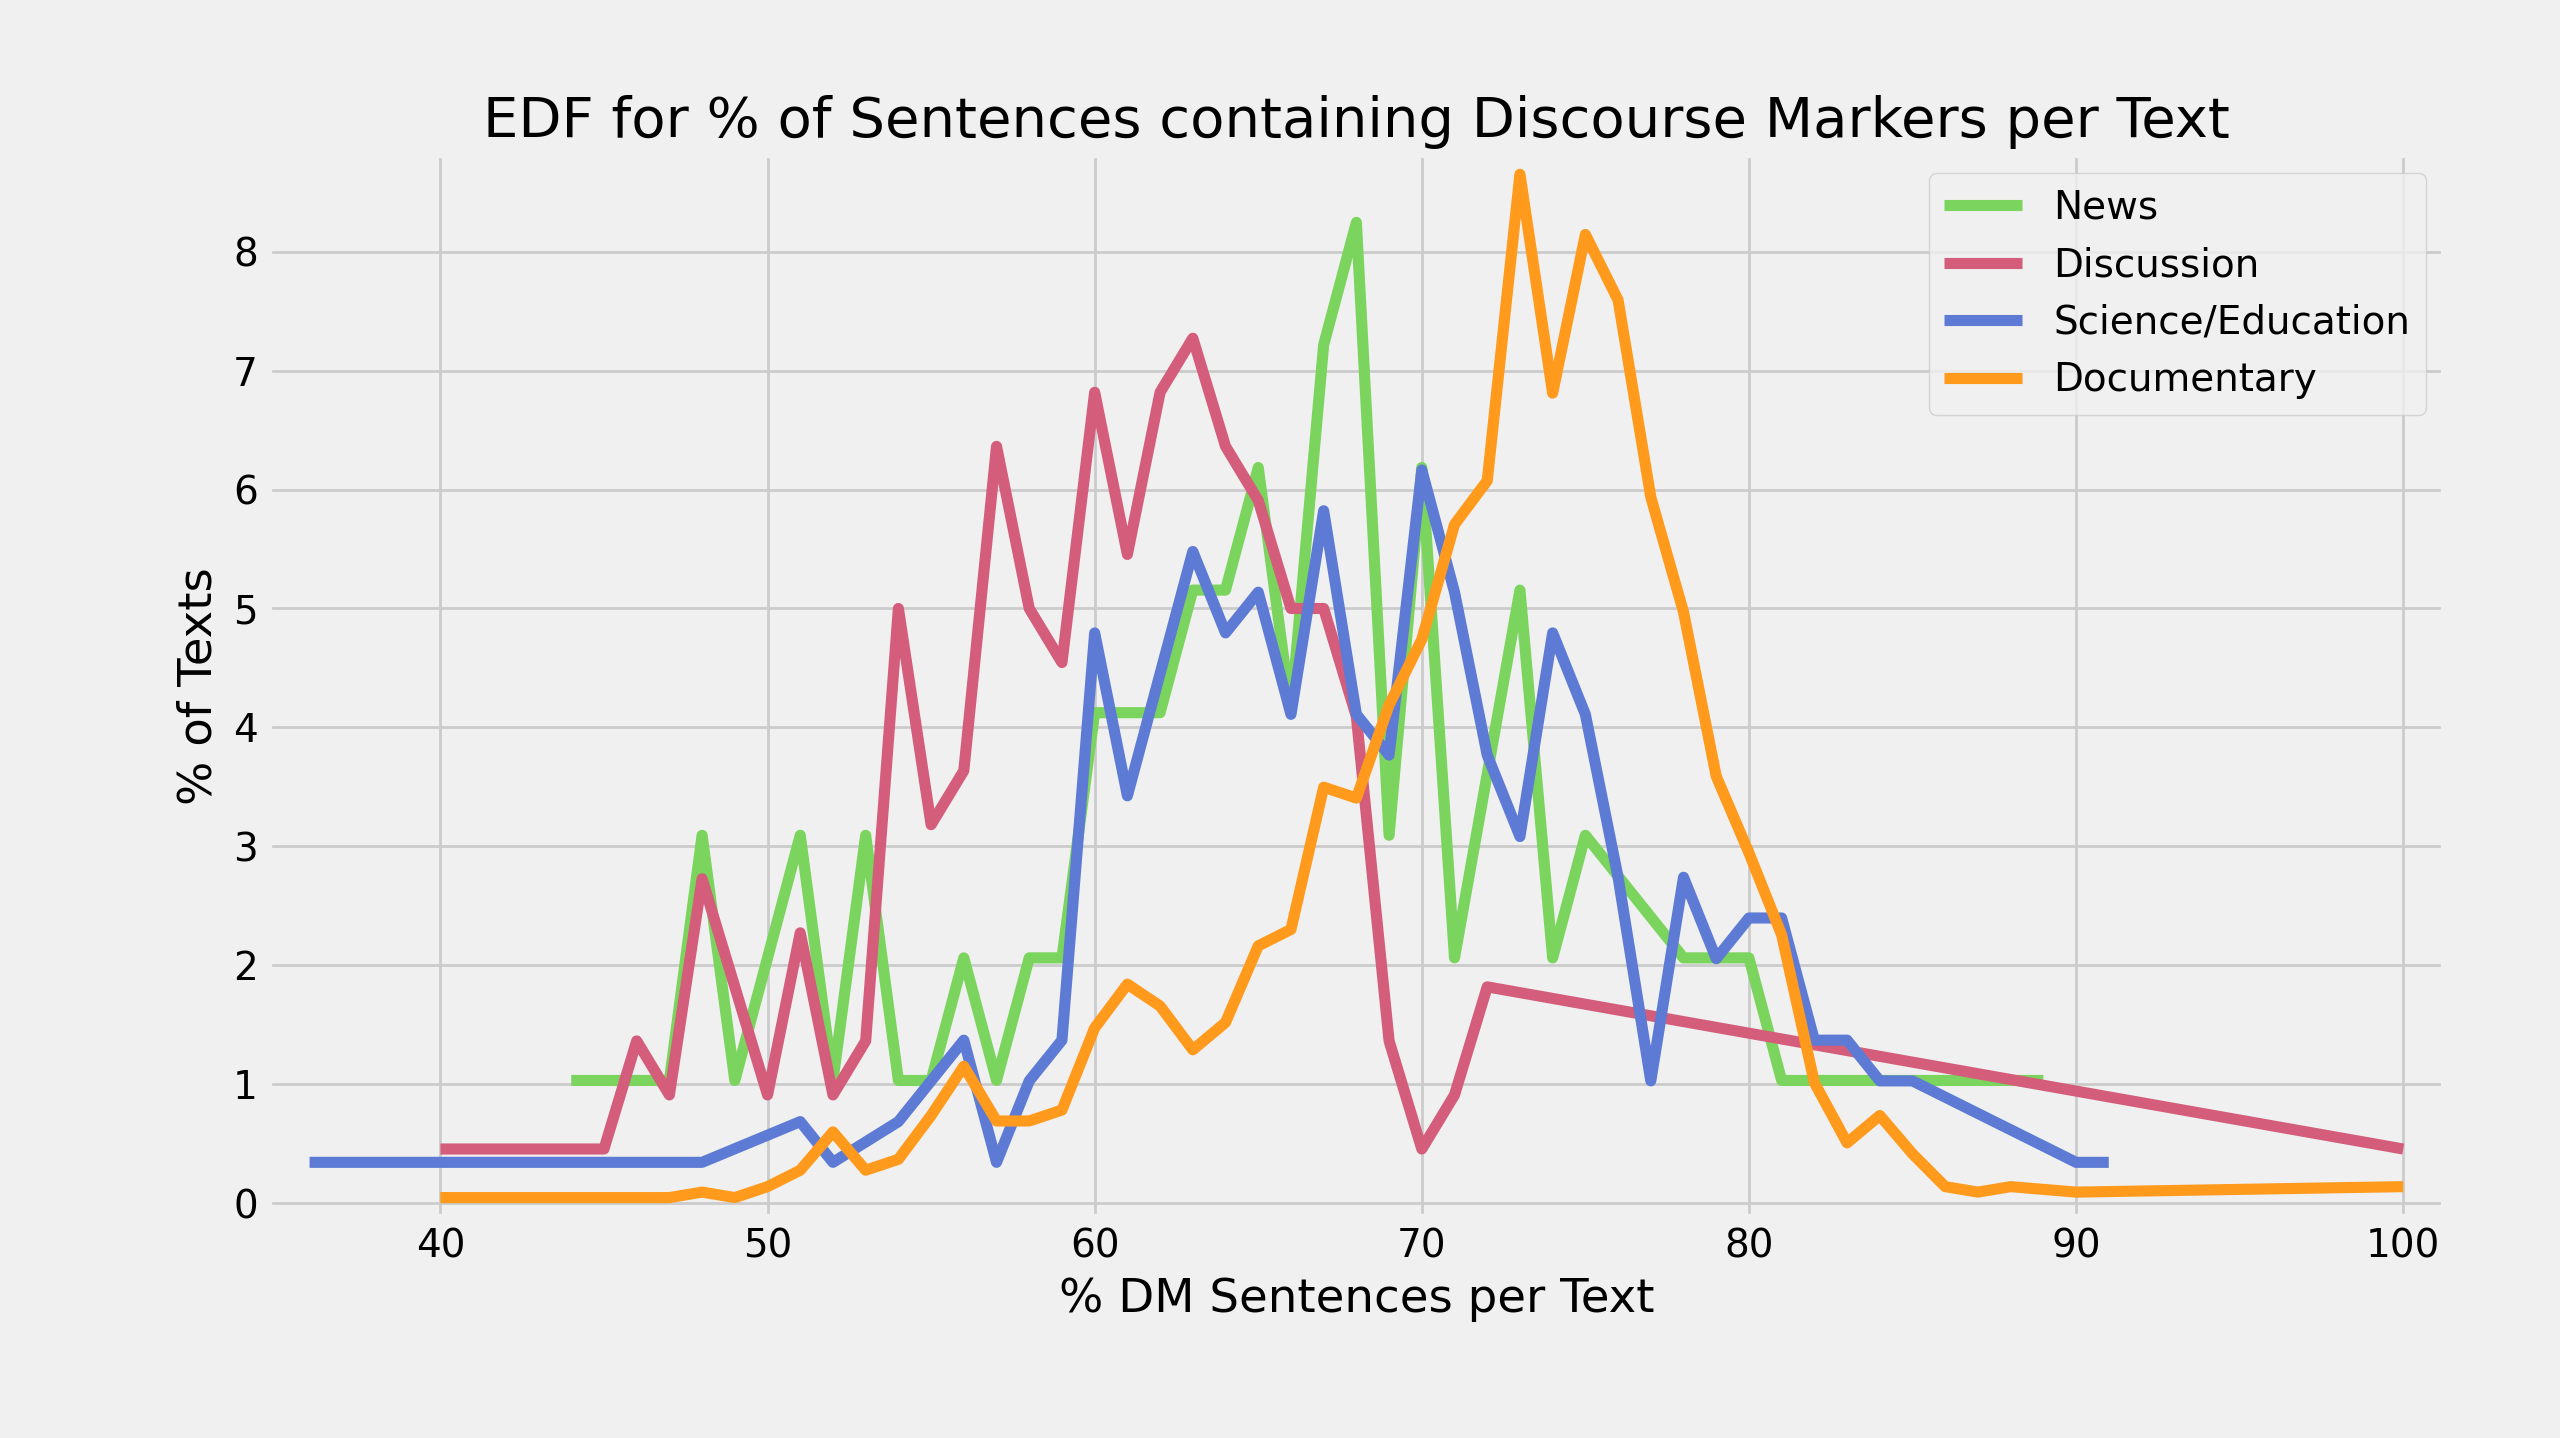 EDF for % of Sentences containing Discourse Markers per Text
News
Discussion
Science/Education
Documentary
8
7
6
5
4
3
2
1
0
% of Texts
40 50 60 70 80 90 100
% DM Sentences per Text